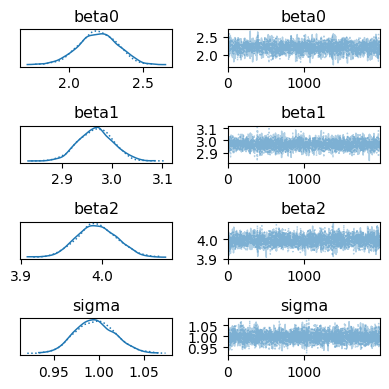 beta0 beta0
2.5
2.0
2.0 2.5 0 1000
beta1 beta1
3.1
3.0
2.9
2.9 3.0 3.1 0 1000
beta2 beta2
4.0
3.9
3.9 4.0 0 1000
sigma sigma
1.05
1.00
0.95
0.95 1.00 1.05 0 1000